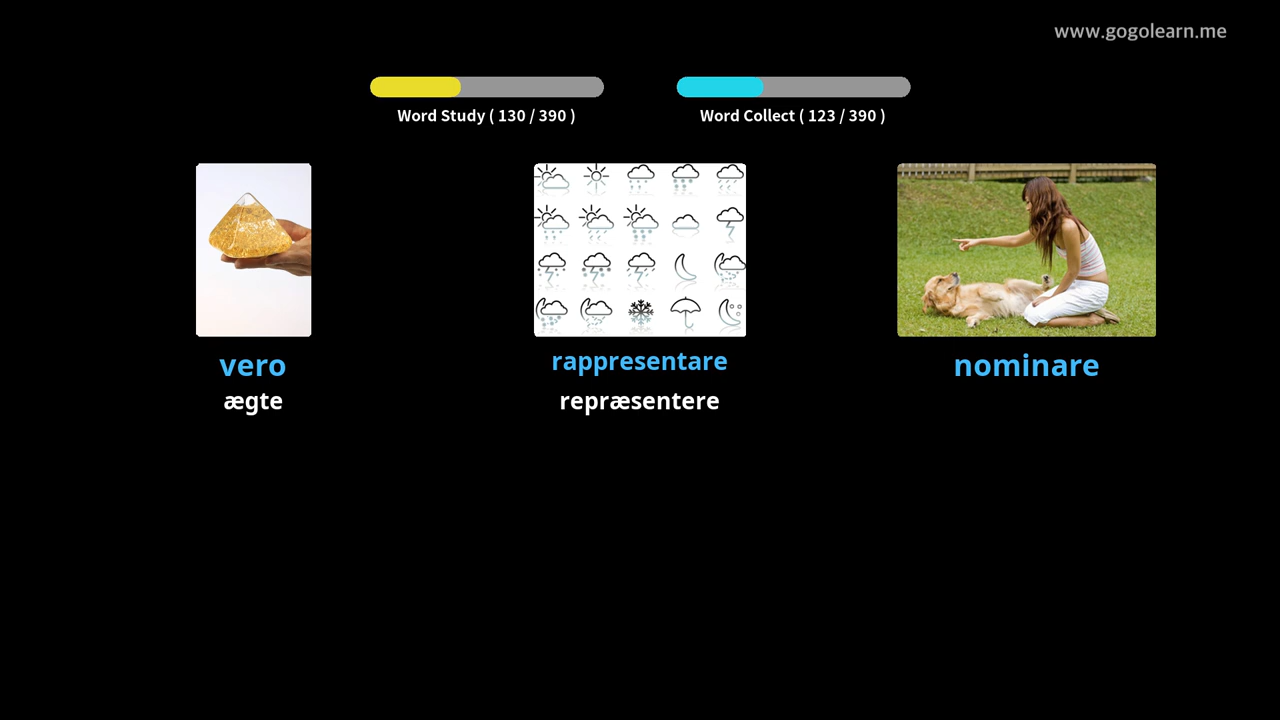 www.gogolearn.me
Word Study ( 130 / 390 )
Word Collect ( 123 / 390 )
vero
rappresentare
nominare
ægte
repræsentere